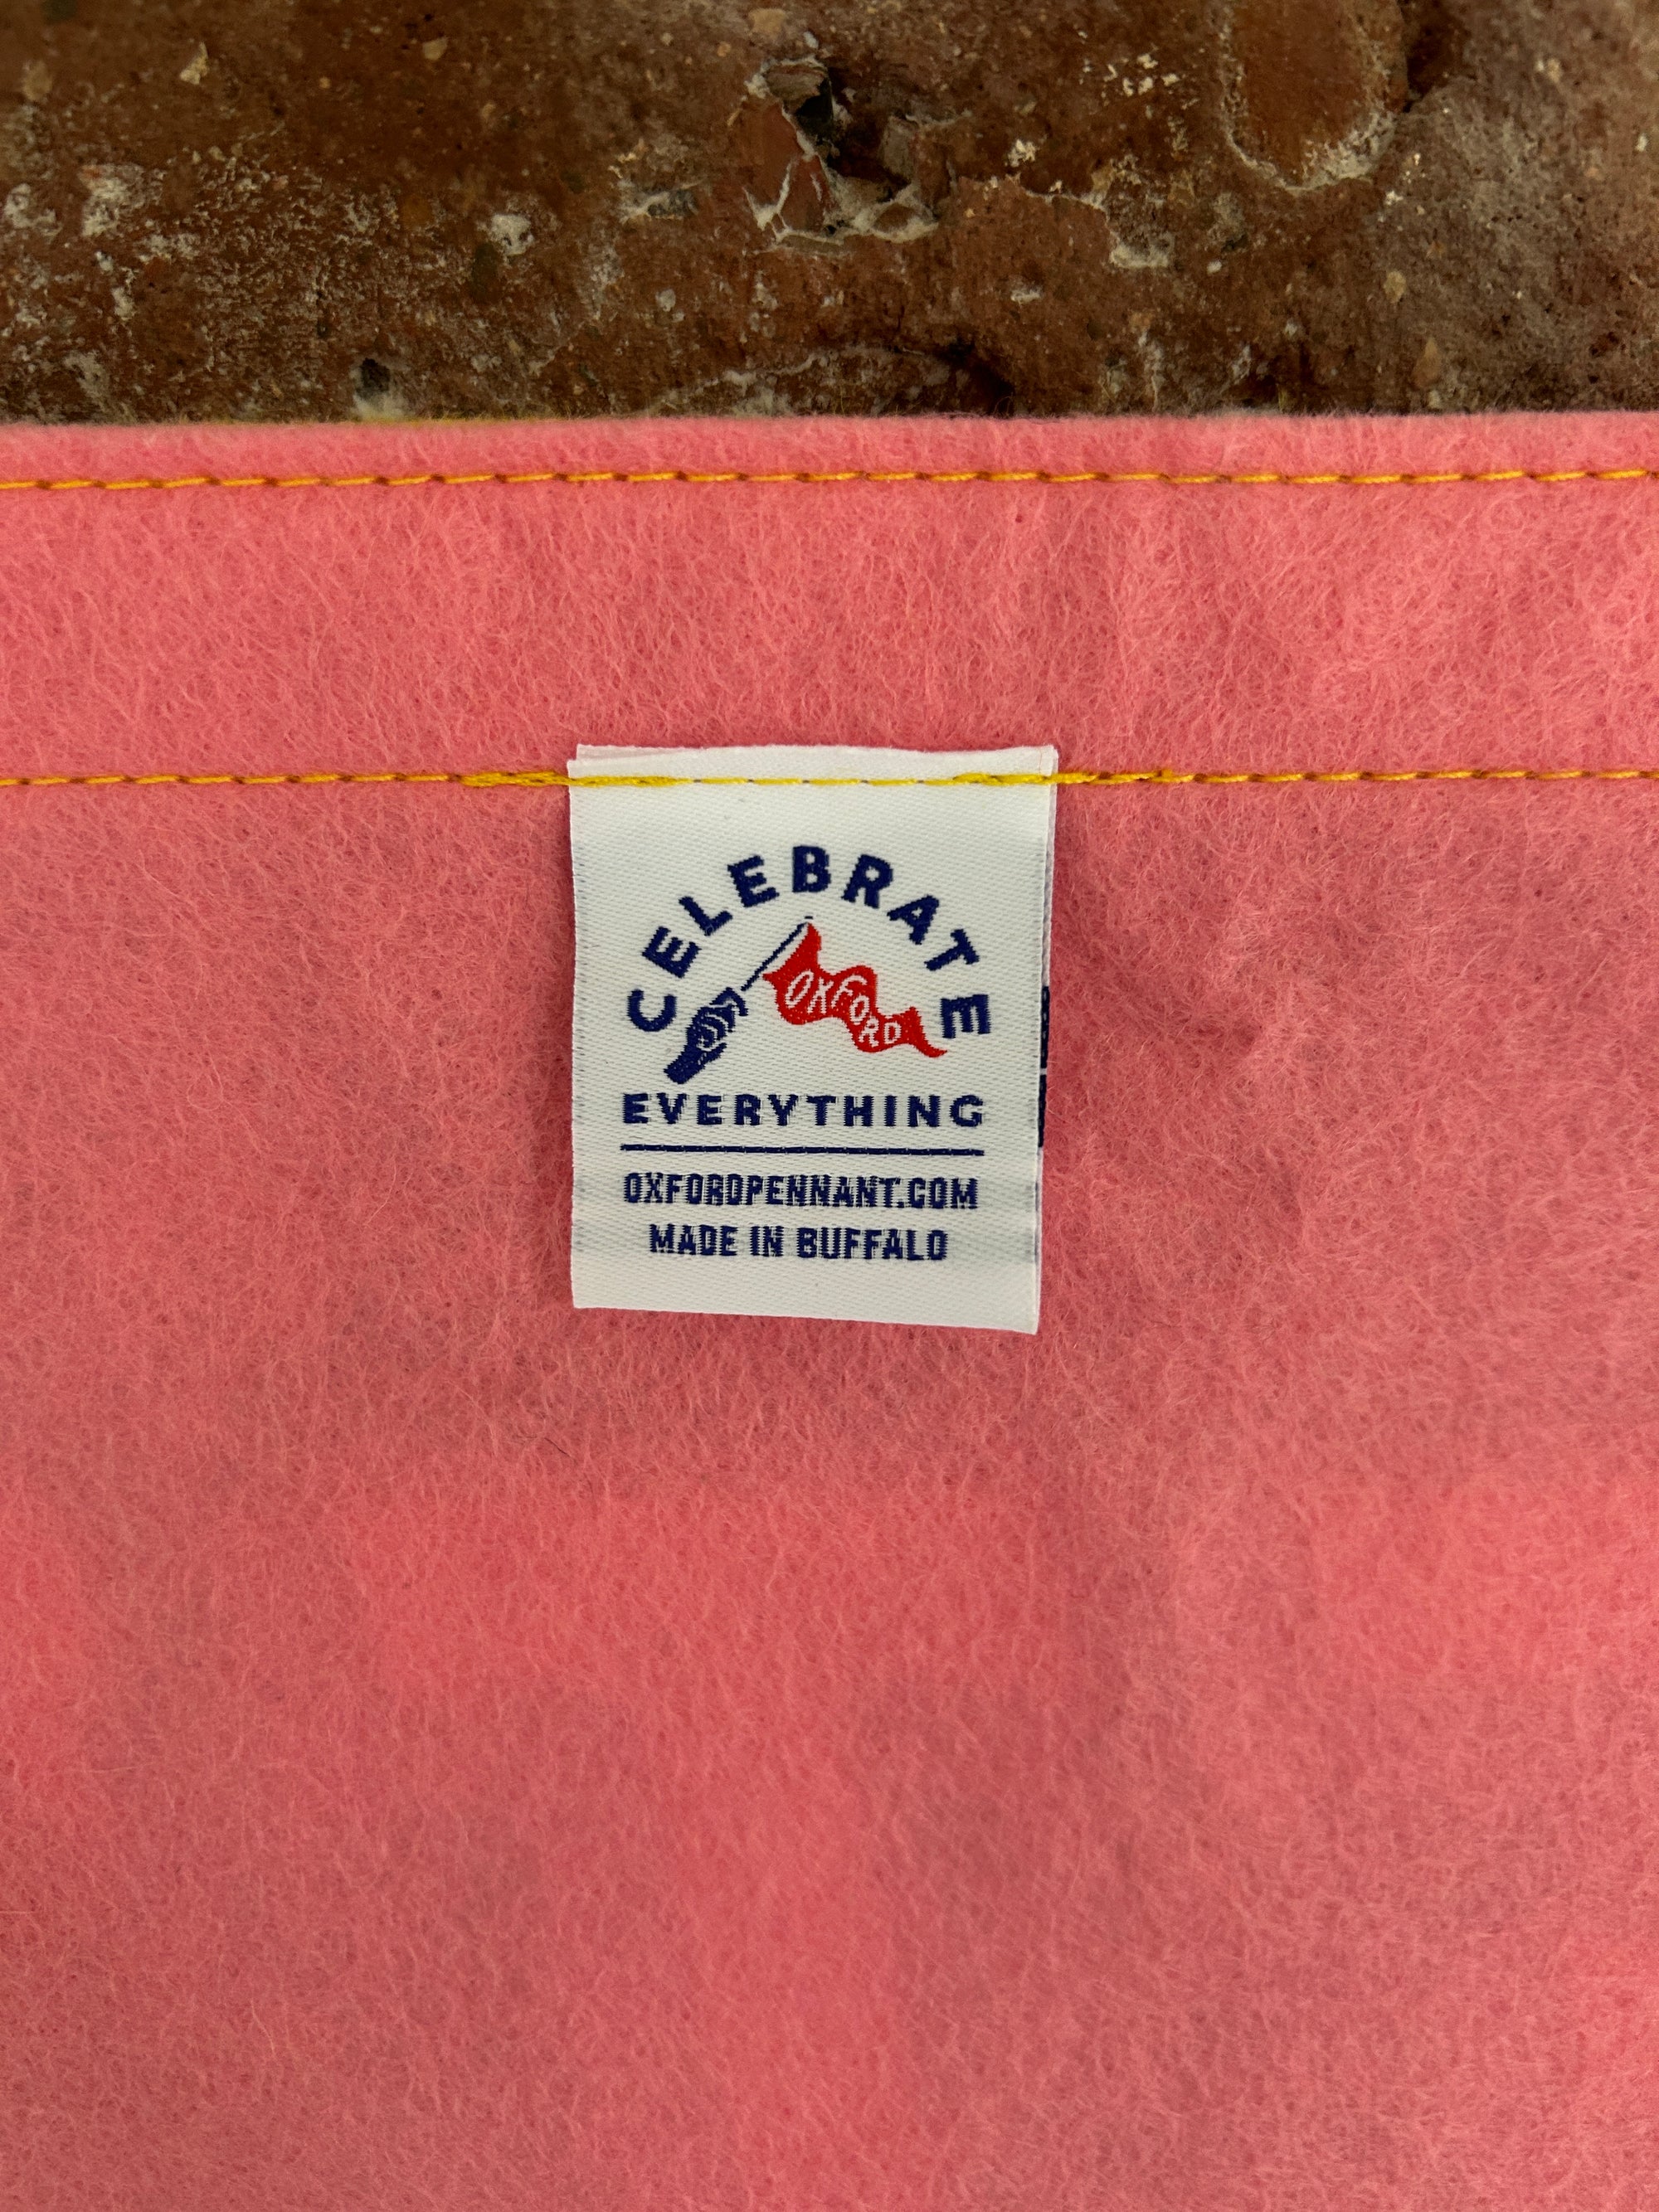 CELEBRATE
OXFORD
EVERYTHING
OXFORDPENNANT.COM
MADE IN BUFFALO